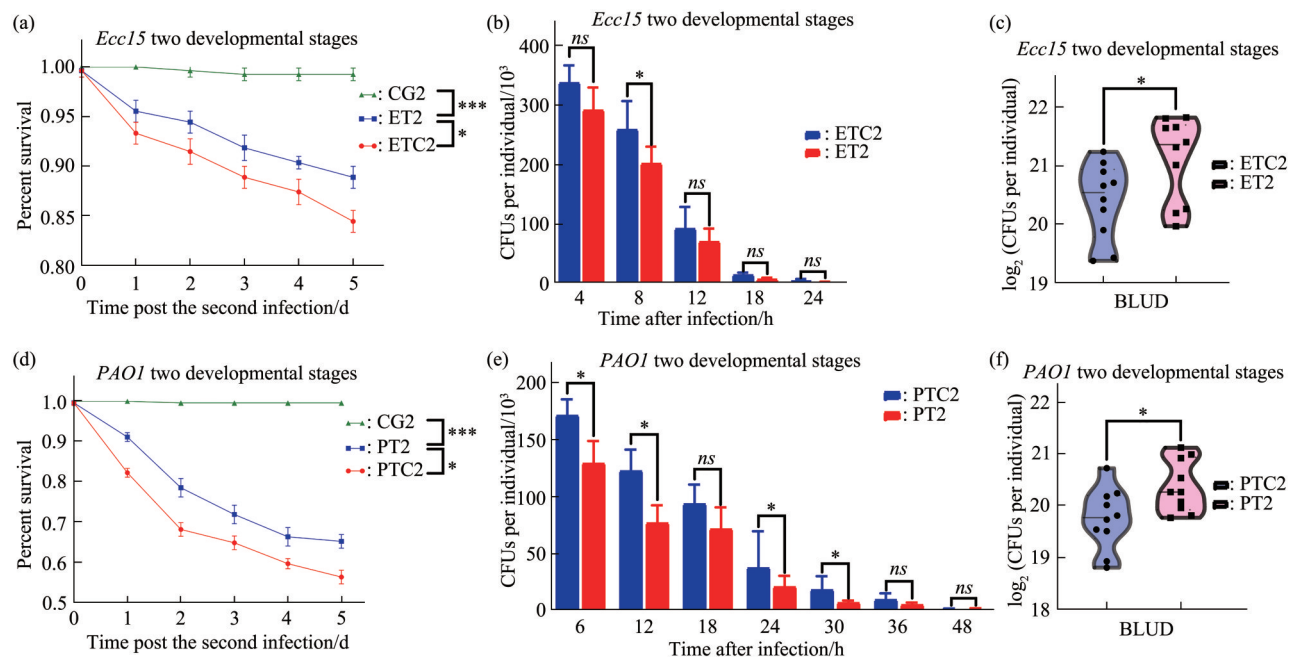 (a)
Ecc15 two developmental stages
Percent survival
1.00
0.95
0.90
0.85
0.80
: CG2
: ET2
: ETC2
***
*
0 1 2 3 4 5
Time post the second infection/d
(b)
Ecc15 two developmental stages
CFUs per individual/10³
400
300
200
100
0
ns
*
ns
ns
ns
: ETC2
: ET2
4 8 12 18 24
Time after infection/h
(c)
Ecc15 two developmental stages
log₂ (CFUs per individual)
22
21
20
19
*
: ETC2
: ET2
BLUD
(d)
PAO1 two developmental stages
Percent survival
1.0
0.9
0.8
0.7
0.6
0.5
: CG2
: PT2
: PTC2
***
*
0 1 2 3 4 5
Time post the second infection/d
(e)
PAO1 two developmental stages
CFUs per individual/10³
200
150
100
50
0
*
*
ns
*
*
ns
ns
: PTC2
: PT2
6 12 18 24 30 36 48
Time after infection/h
(f)
PAO1 two developmental stages
log₂ (CFUs per individual)
22
21
20
19
18
*
: PTC2
: PT2
BLUD